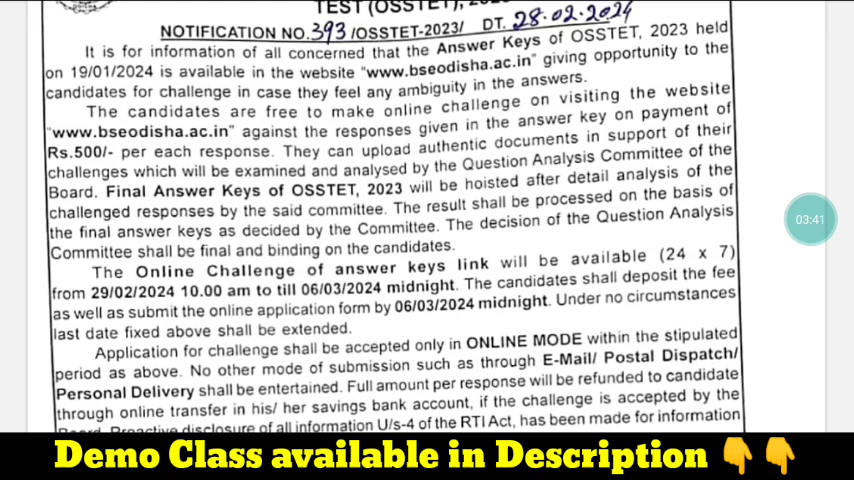 TEST (OSSTET), 2023
NOTIFICATION NO. 393 /OSSTET-2023/ DT. 28.02.2024
It is for information of all concerned that the Answer Keys of OSSTET, 2023 held
on 19/01/2024 is available in the website "www.bseodisha.ac.in" giving opportunity to the
candidates for challenge in case they feel any ambiguity in the answers.
The candidates are free to make online challenge on visiting the website
"www.bseodisha.ac.in" against the responses given in the answer key on payment of
Rs.500/- per each response. They can upload authentic documents in support of their
challenges which will be examined and analysed by the Question Analysis Committee of the
Board. Final Answer Keys of OSSTET, 2023 will be hoisted after detail analysis of the
challenged responses by the said committee. The result shall be processed on the basis of
the final answer keys as decided by the Committee. The decision of the Question Analysis
Committee shall be final and binding on the candidates.
The Online Challenge of answer keys link will be available (24 x 7)
from 29/02/2024 10.00 am to till 06/03/2024 midnight. The candidates shall deposit the fee
as well as submit the online application form by 06/03/2024 midnight. Under no circumstances
last date fixed above shall be extended.
Application for challenge shall be accepted only in ONLINE MODE within the stipulated
period as above. No other mode of submission such as through E-Mail/ Postal Dispatch/
Personal Delivery shall be entertained. Full amount per response will be refunded to candidate
through online transfer in his/ her savings bank account, if the challenge is accepted by the
Board. Proactive disclosure of all information U/s-4 of the RTI Act, has been made for information
03:41
Demo Class available in Description 👇👇